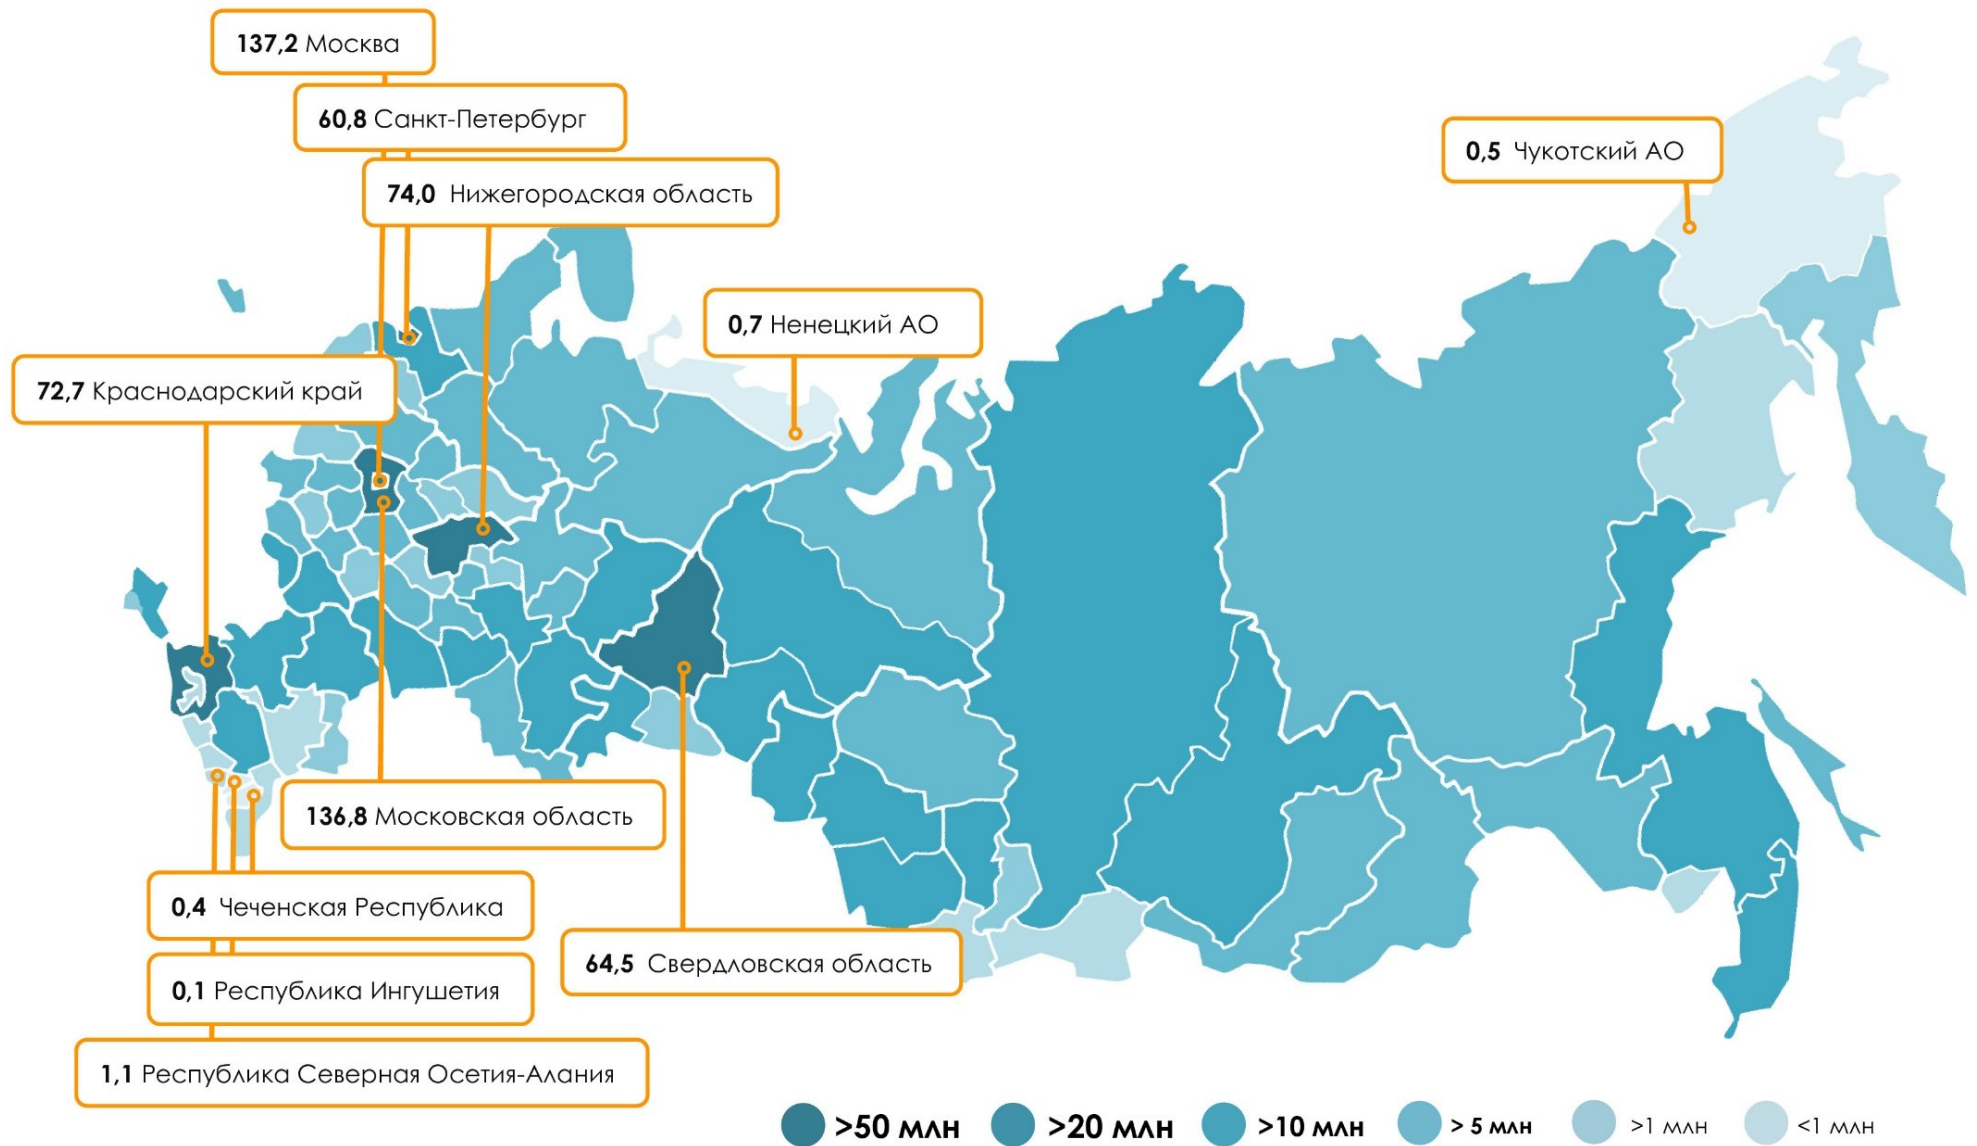 137,2 Москва
60,8 Санкт-Петербург
0,5 Чукотский АО
74,0 Нижегородская область
0,7 Ненецкий АО
72,7 Краснодарский край
136,8 Московская область
0,4 Чеченская Республика
64,5 Свердловская область
0,1 Республика Ингушетия
1,1 Республика Северная Осетия-Алания
>50 млн >20 млн >10 млн > 5 млн >1 млн <1 млн